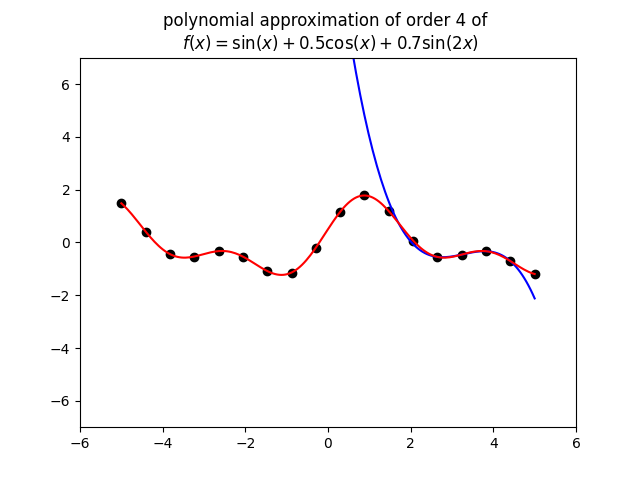 polynomial approximation of order 4 of
f(x) = sin(x) + 0.5cos(x) + 0.7sin(2x)
6
4
2
0
−2
−4
−6
−6 −4 −2 0 2 4 6